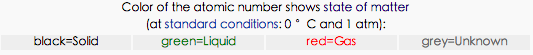 Color of the atomic number shows state of matter
(at standard conditions: 0 ° C and 1 atm):
black=Solid green=Liquid red=Gas grey=Unknown